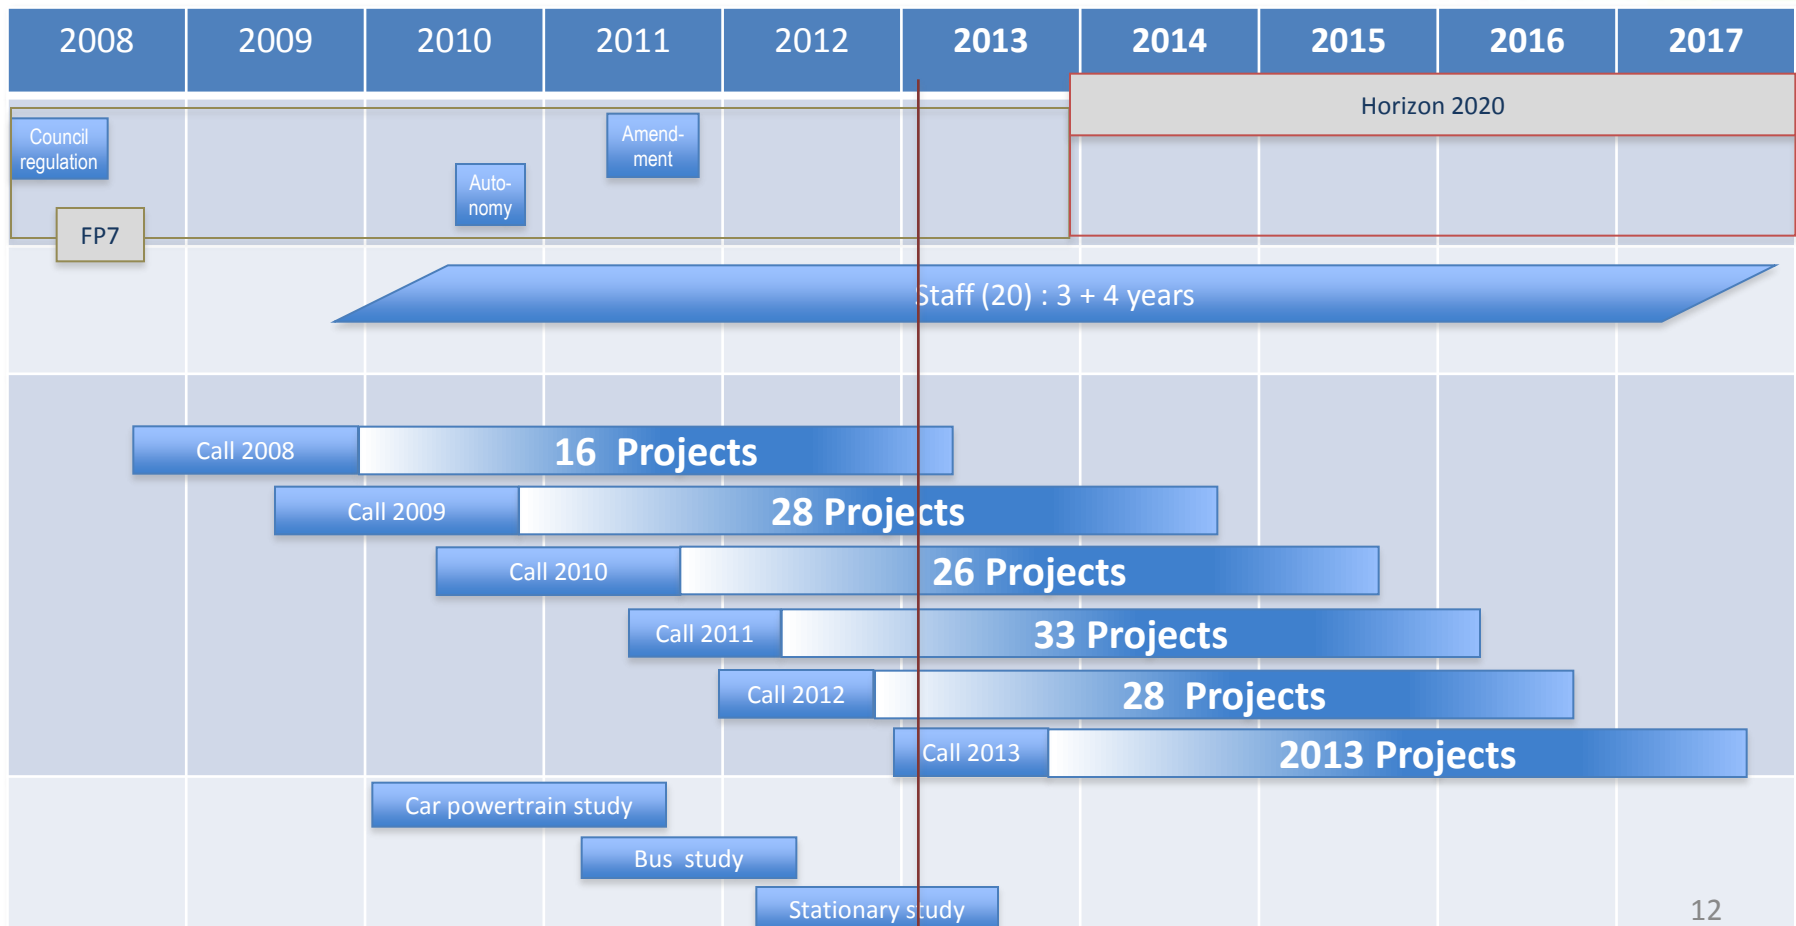 2008 2009 2010 2011 2012 2013 2014 2015 2016 2017
Horizon 2020
Council
regulation
Amend-
ment
Auto-
nomy
FP7
Staff (20) : 3 + 4 years
Call 2008 16 Projects
Call 2009 28 Projects
Call 2010 26 Projects
Call 2011 33 Projects
Call 2012 28 Projects
Call 2013 2013 Projects
Car powertrain study
Bus study
Stationary study
12